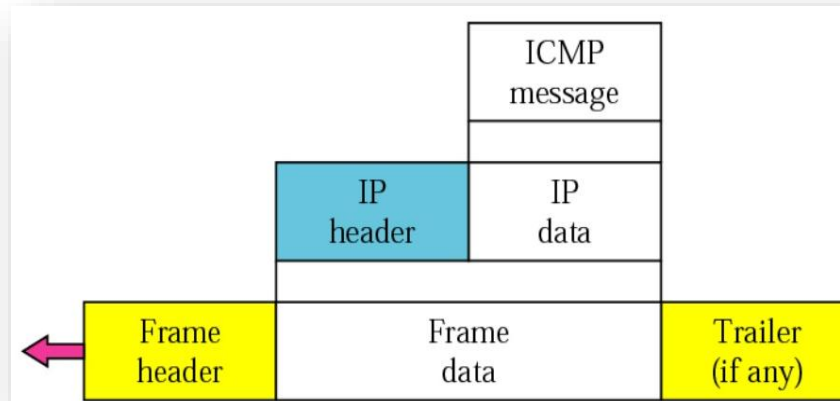 ICMP
message
IP
header
IP
data
Frame
header
Frame
data
Trailer
(if any)